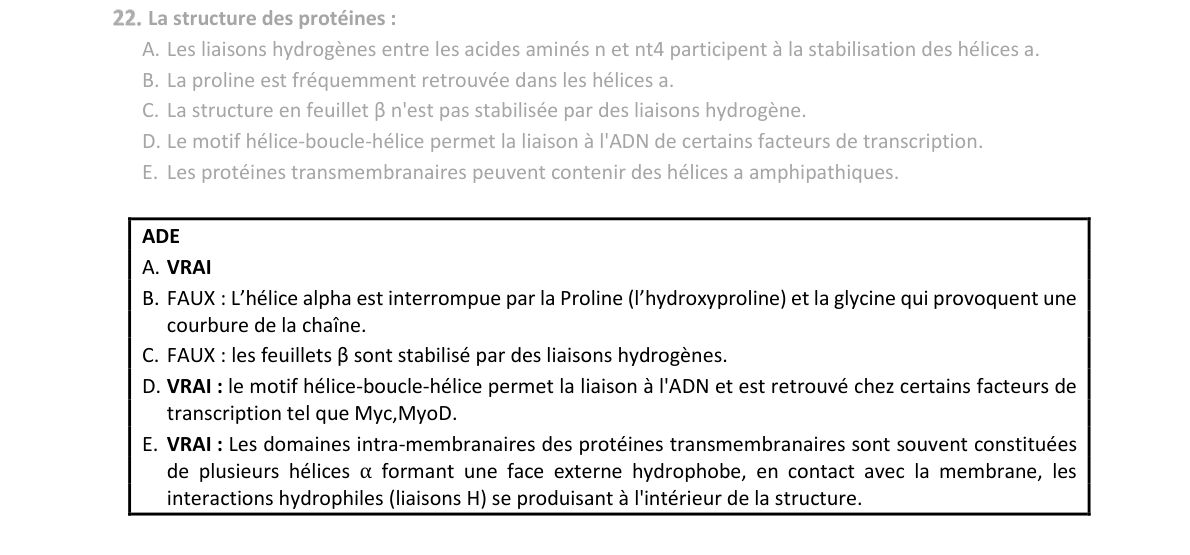 22. La structure des protéines :
A. Les liaisons hydrogènes entre les acides aminés n et nt4 participent à la stabilisation des hélices a.
B. La proline est fréquemment retrouvée dans les hélices a.
C. La structure en feuillet β n'est pas stabilisée par des liaisons hydrogène.
D. Le motif hélice-boucle-hélice permet la liaison à l'ADN de certains facteurs de transcription.
E. Les protéines transmembranaires peuvent contenir des hélices a amphipathiques.
ADE
A. VRAI
B. FAUX : L’hélice alpha est interrompue par la Proline (l’hydroxyproline) et la glycine qui provoquent une
courbure de la chaîne.
C. FAUX : les feuillets β sont stabilisé par des liaisons hydrogènes.
D. VRAI : le motif hélice-boucle-hélice permet la liaison à l'ADN et est retrouvé chez certains facteurs de
transcription tel que Myc,MyoD.
E. VRAI : Les domaines intra-membranaires des protéines transmembranaires sont souvent constituées
de plusieurs hélices α formant une face externe hydrophobe, en contact avec la membrane, les
interactions hydrophiles (liaisons H) se produisant à l'intérieur de la structure.